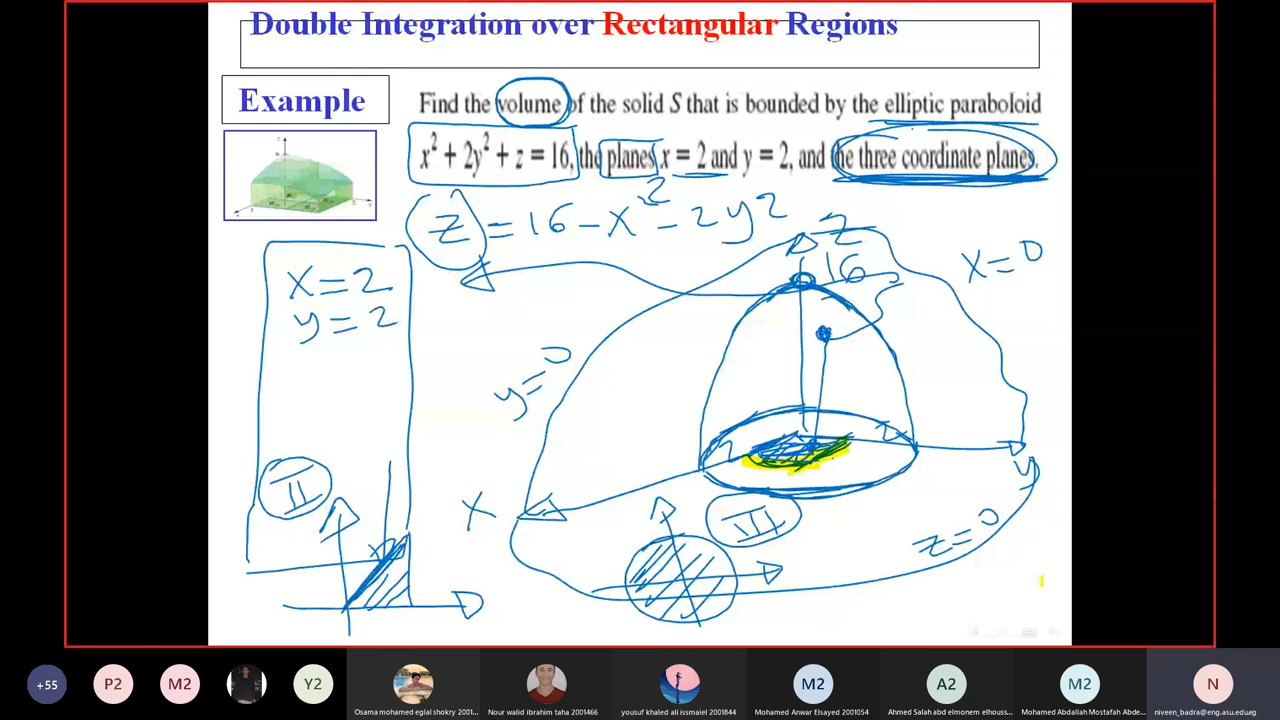 Double Integration over Rectangular Regions
Example
Find the volume of the solid S that is bounded by the elliptic paraboloid
x² + 2y² + z = 16, the planes x = 2 and y = 2, and the three coordinate planes.
z = 16 - x² - 2y²
x = 2
y = 2
z
16
x = 0
y = 0
x
y
z = 0
II
III
+55
P2
M2
Y2
M2
A2
M2
N
Osama mohamed eglal shokry 2001...
Nour walid ibrahim taha 2001466
yousuf khaled ali issmaiel 2001844
Mohamed Anwar Elsayed 2001054
Ahmed Salah abd elmonem elhouss...
Mohamed Abdallah Mostafah Abde...
niveen_badra@eng.asu.edu.eg